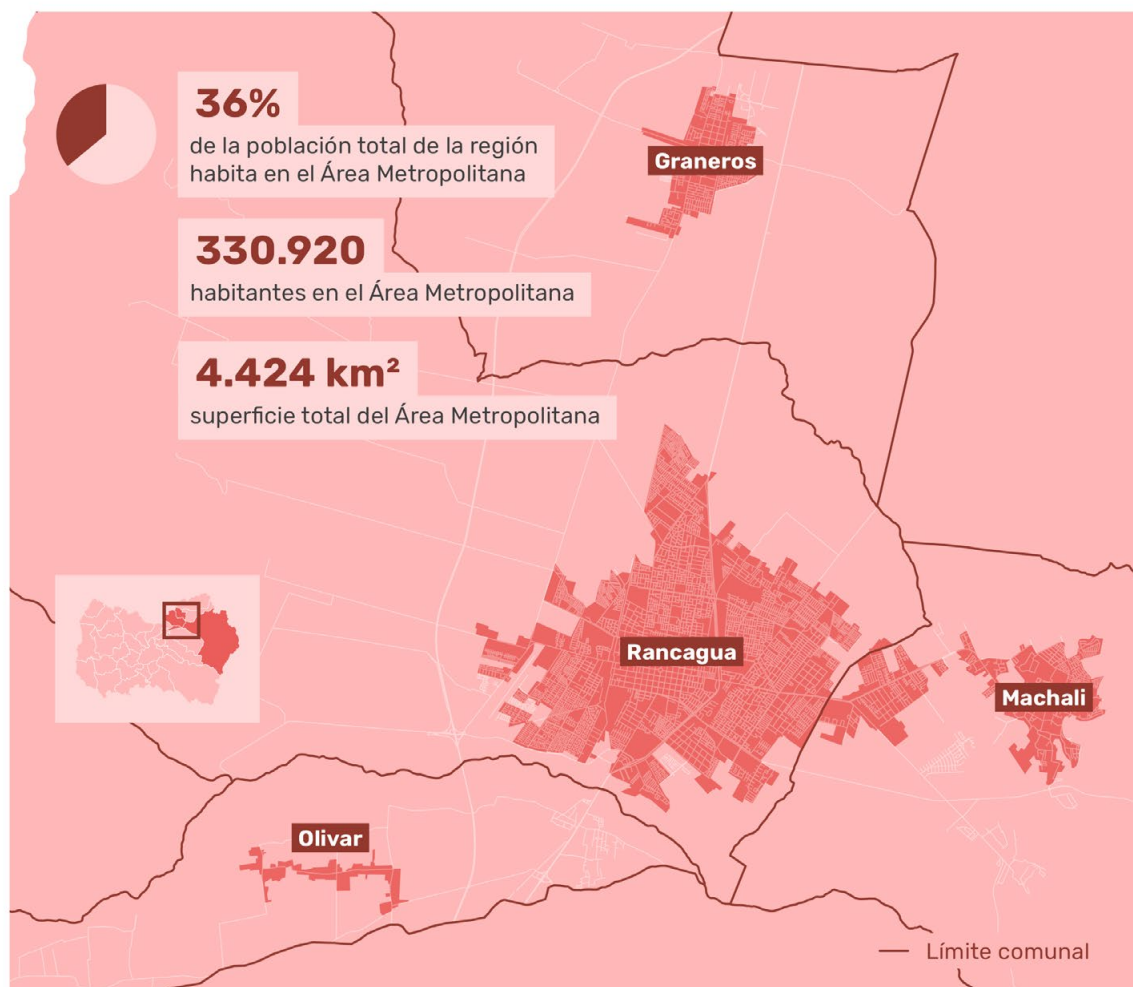 36%
de la población total de la región
habita en el Área Metropolitana
330.920
habitantes en el Área Metropolitana
4.424 km²
superficie total del Área Metropolitana
Graneros
Rancagua
Machali
Olivar
Límite comunal